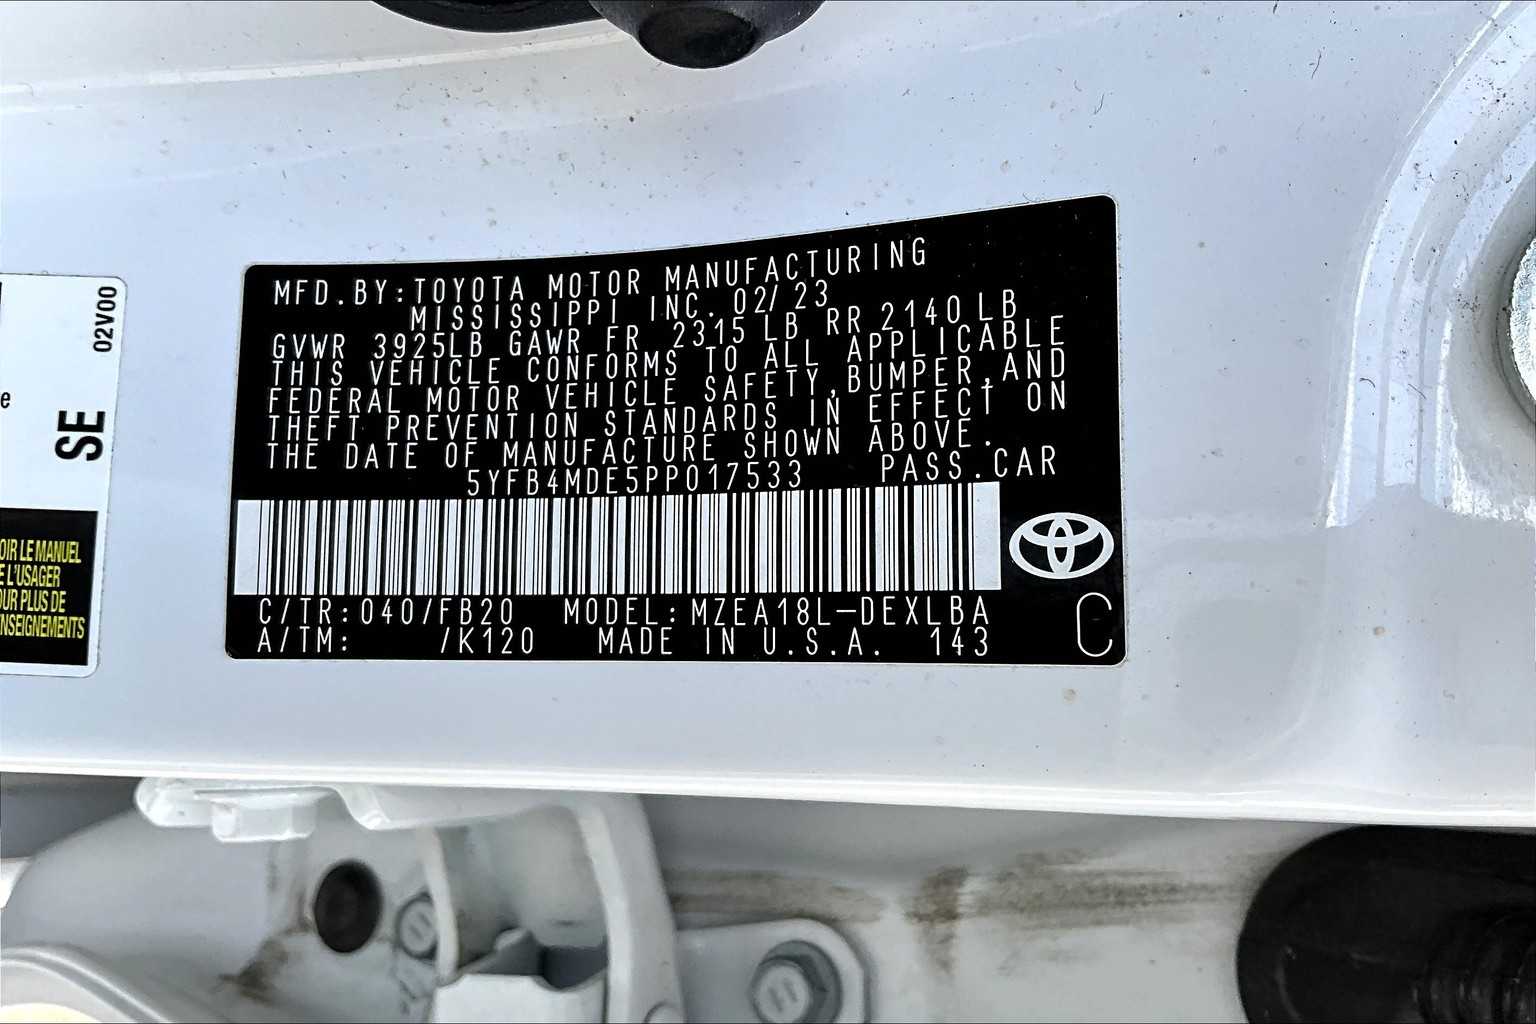 MFD.BY:TOYOTA MOTOR MANUFACTURING
MISSISSIPPI INC. 02/23
GVWR 3925LB GAWR FR 2315 LB RR 2140 LB
THIS VEHICLE CONFORMS TO ALL APPLICABLE
FEDERAL MOTOR VEHICLE SAFETY,BUMPER,AND
THEFT PREVENTION STANDARDS IN EFFECT ON
THE DATE OF MANUFACTURE SHOWN ABOVE.
5YFB4MDE5PP017533 PASS.CAR
C/TR:040/FB20 MODEL:MZEA18L-DEXLBA
A/TM: /K120 MADE IN U.S.A. 143
C
02V00
SE
e
OIR LE MANUEL
E L'USAGER
OUR PLUS DE
ENSEIGNEMENTS